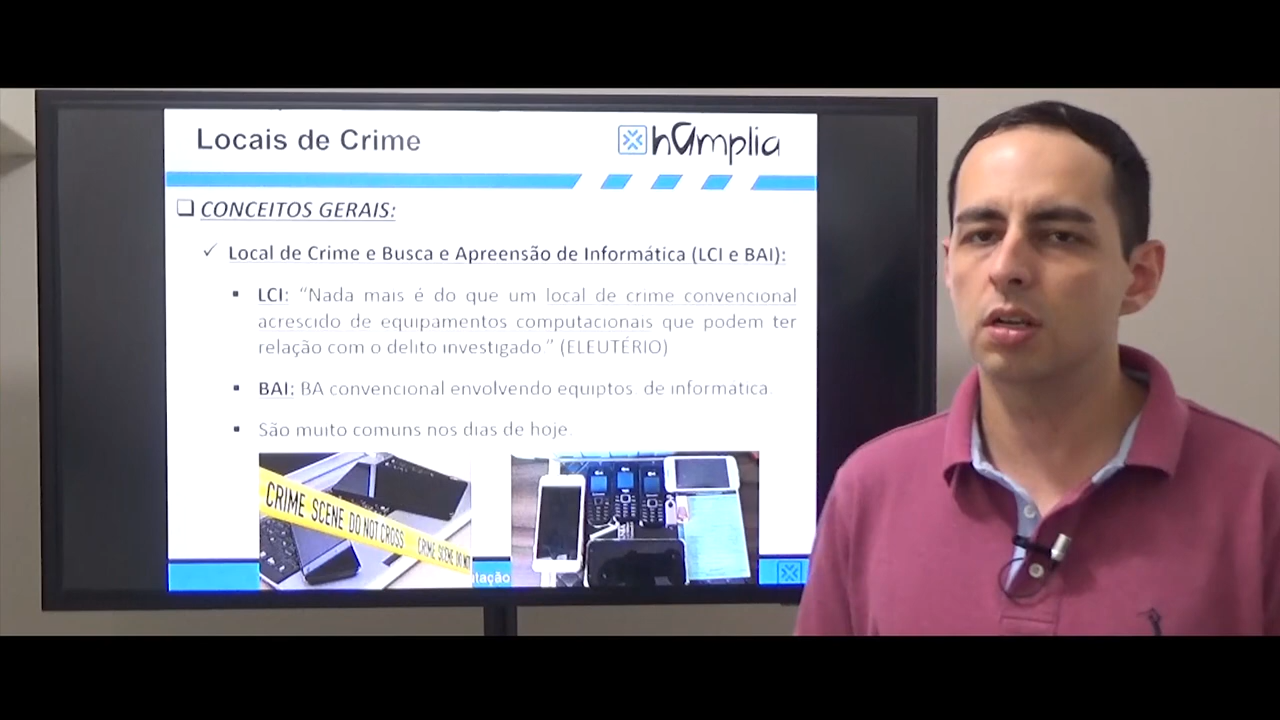 Locais de Crime
hamplia
CONCEITOS GERAIS:
Local de Crime e Busca e Apreensão de Informática (LCI e BAI):
LCI: “Nada mais é do que um local de crime convencional
acrescido de equipamentos computacionais que podem ter
relação com o delito investigado.” (ELEUTÉRIO)
BAI: BA convencional envolvendo equiptos de informática.
São muito comuns nos dias de hoje.
CRIME SCENE DO NOT CROSS CRIME SCENE DO NOT
tação